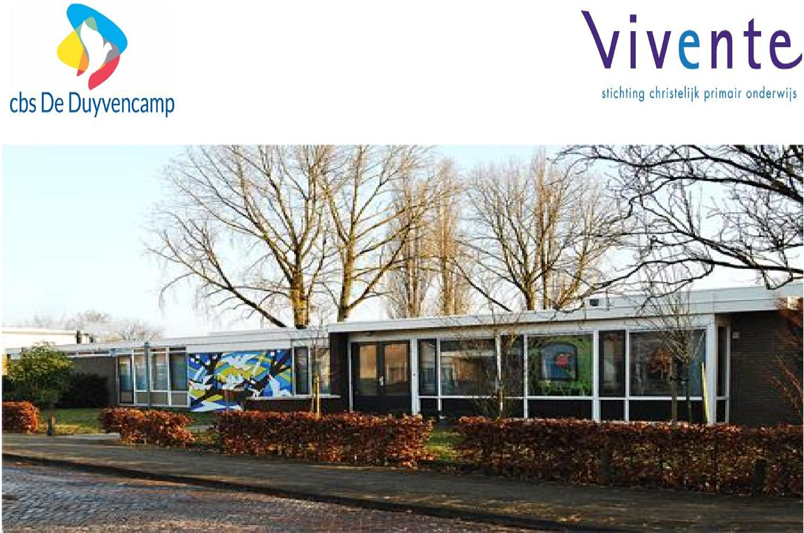 cbs De Duyvencamp
Vivente
stichting christelijk primair onderwijs